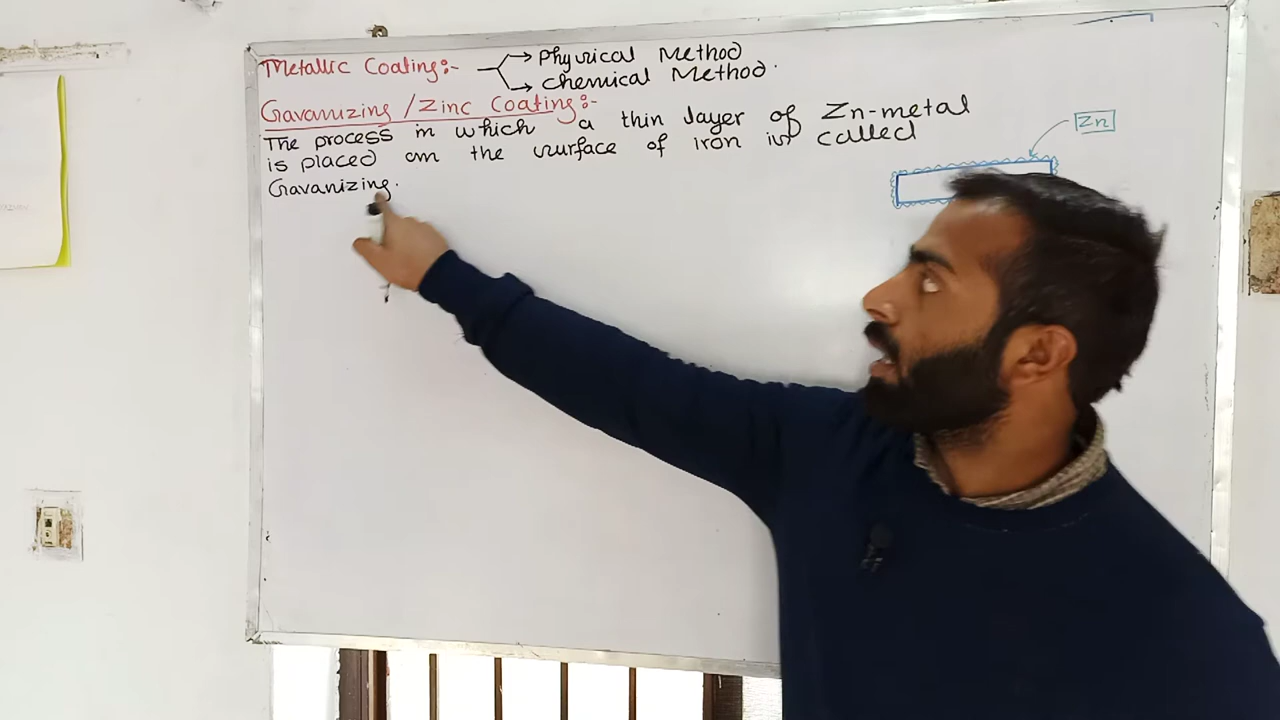 Metallic Coating:- → Physical Method
→ Chemical Method.
Gavanizing / Zinc Coating:-
The process in which a thin layer of Zn-metal
is placed on the surface of iron is called
Gavanizing.
Zn